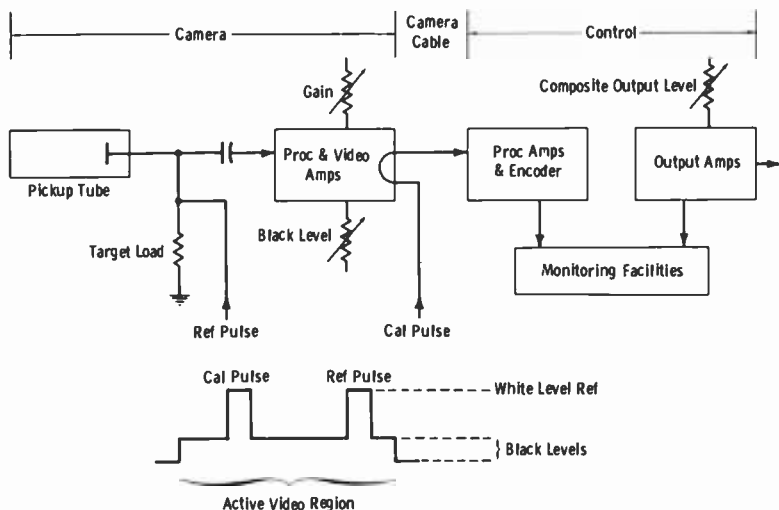 Camera
Camera
Cable
Control
Gain
Composite Output Level
Pickup Tube
Proc & Video
Amps
Proc Amps
& Encoder
Output Amps
Black Level
Target Load
Monitoring Facilities
Ref Pulse
Cal Pulse
Cal Pulse
Ref Pulse
White Level Ref
Black Levels
Active Video Region